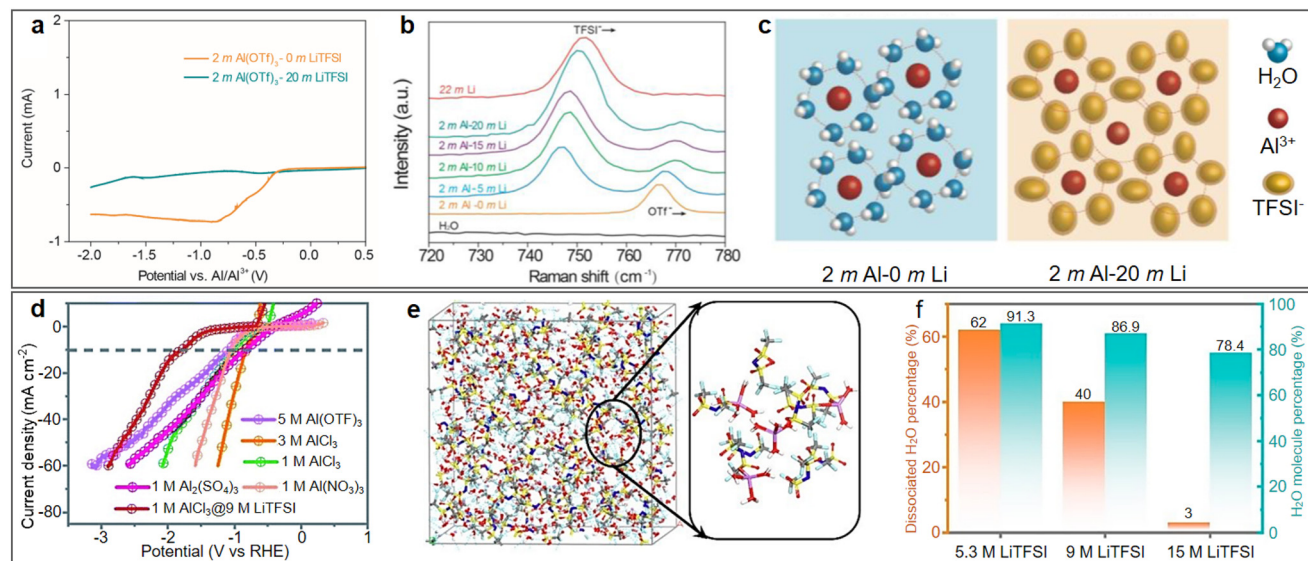 a
2 m Al(OTf)₃- 0 m LiTFSI
2 m Al(OTf)₃- 20 m LiTFSI
Current (mA)
2
1
0
-1
-2.0 -1.5 -1.0 -0.5 0.0 0.5
Potential vs. Al/Al³⁺ (V)
b
TFSI⁻
22 m Li
2 m Al-20 m Li
2 m Al-15 m Li
2 m Al-10 m Li
2 m Al- 5 m Li
2 m Al -0 m Li
H₂O
OTf⁻
Intensity (a.u.)
720 730 740 750 760 770 780
Raman shift (cm⁻¹)
c
H₂O
Al³⁺
TFSI⁻
2 m Al-0 m Li
2 m Al-20 m Li
d
Current density (mA cm⁻²)
0
-20
-40
-60
-80
5 M Al(OTF)₃
3 M AlCl₃
1 M AlCl₃
1 M Al₂(SO₄)₃
1 M Al(NO₃)₃
1 M AlCl₃@9 M LiTFSI
-3 -2 -1 0 1
Potential (V vs RHE)
e
f
Dissociated H₂O percentage (%)
60
40
20
0
62
91.3
40
86.9
3
78.4
5.3 M LiTFSI 9 M LiTFSI 15 M LiTFSI
100
80
60
40
20
0
H₂O molecule percentage (%)